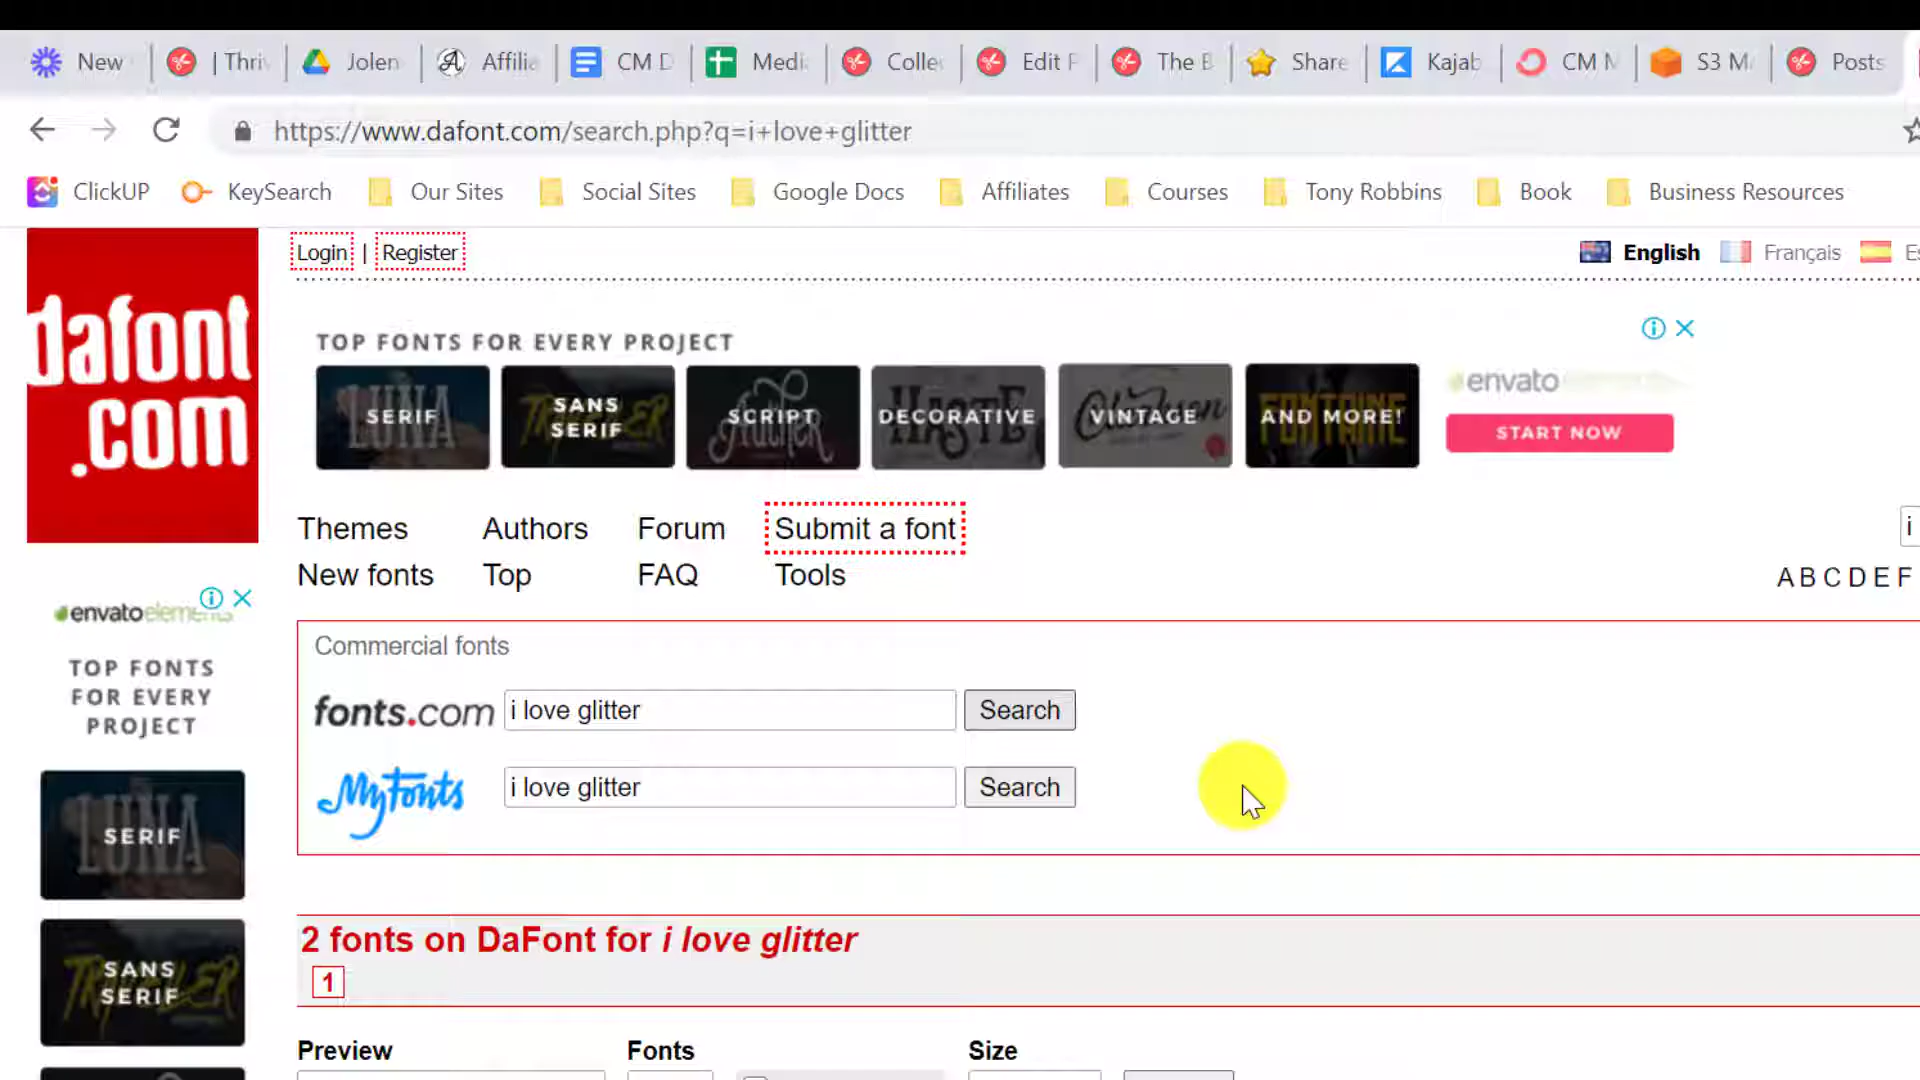 New
| Thri
Jolen
Affilia
CM D
Medi
Colle
Edit F
The B
Share
Kajab
CM M
S3 M
Posts
https://www.dafont.com/search.php?q=i+love+glitter
ClickUP
KeySearch
Our Sites
Social Sites
Google Docs
Affiliates
Courses
Tony Robbins
Book
Business Resources
dafont
.com
Login | Register
English
Français
Es
TOP FONTS FOR EVERY PROJECT
SERIF
SANS
SERIF
SCRIPT
DECORATIVE
VINTAGE
AND MORE!
envato
START NOW
Themes
Authors
Forum
Submit a font
New fonts
Top
FAQ
Tools
i
A B C D E F
envatoelements
TOP FONTS
FOR EVERY
PROJECT
SERIF
SANS
SERIF
Commercial fonts
fonts.com
i love glitter
Search
MyFonts
i love glitter
Search
2 fonts on DaFont for i love glitter
1
Preview
Fonts
Size